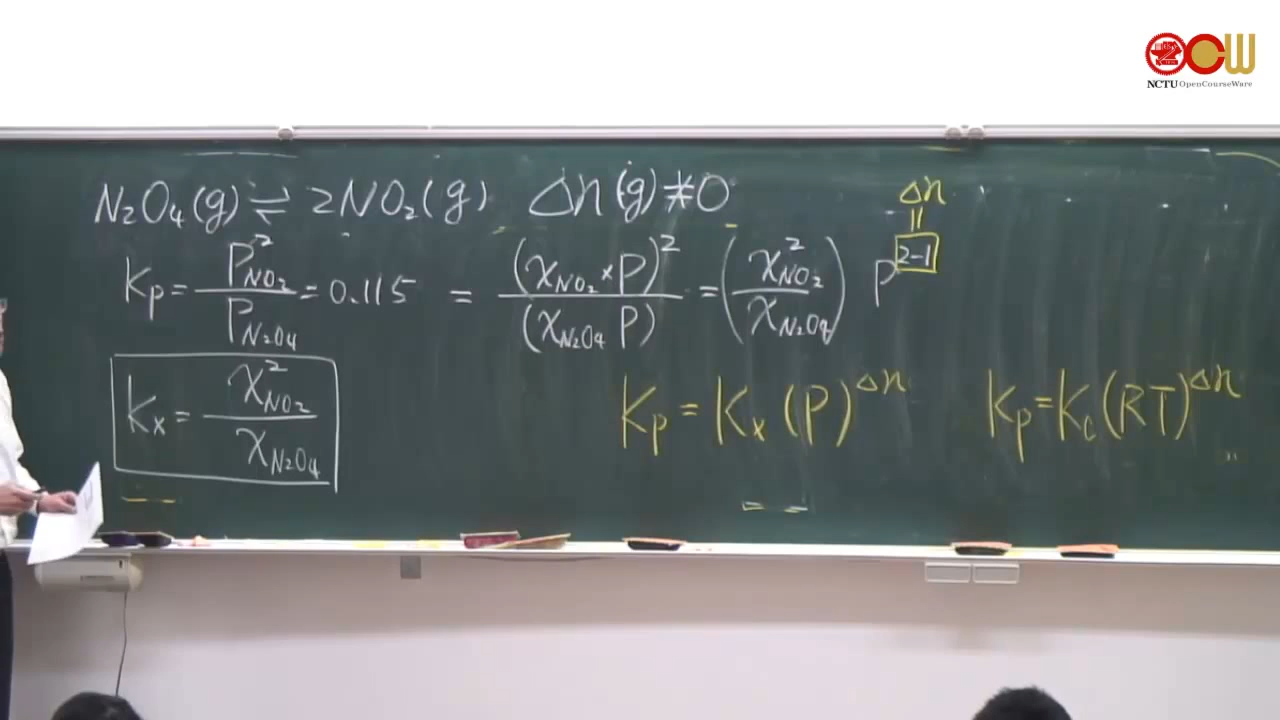 NCTU OpenCourseWare
N₂O₄(g) ⇌ 2NO₂(g) Δn(g) ≠ 0
Δn
॥
Kp = P²NO₂ / PN₂O₄ = 0.115 = (χNO₂ × P)² / (χN₂O₄ P) = (χ²NO₂ / χN₂O₄) P^2-1
Kx = χ²NO₂ / χN₂O₄
Kp = Kx (P)^Δn
Kp = Kc (RT)^Δn